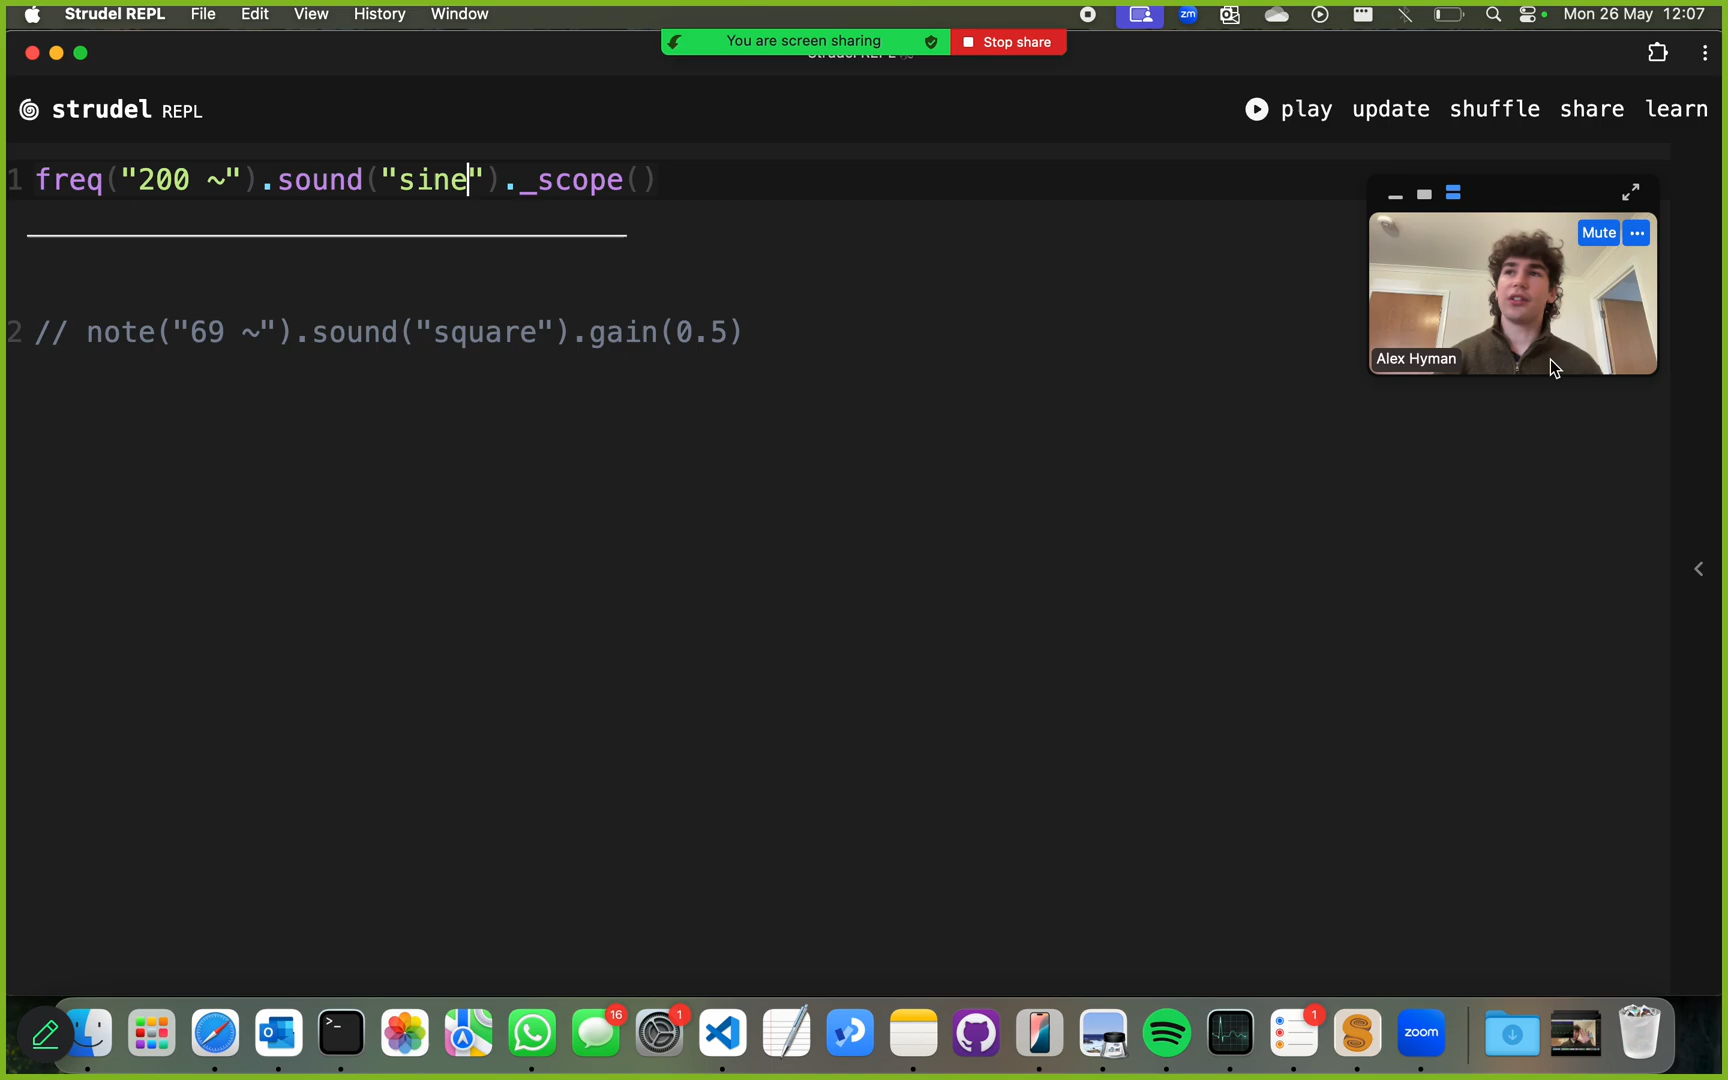 Strudel REPL File Edit View History Window
zm
Mon 26 May 12:07
You are screen sharing
Stop share
strudel REPL
play update shuffle share learn
1 freq("200 ~").sound("sine")._scope()
2 // note("69 ~").sound("square").gain(0.5)
Mute
Alex Hyman
16
1
1
zoom